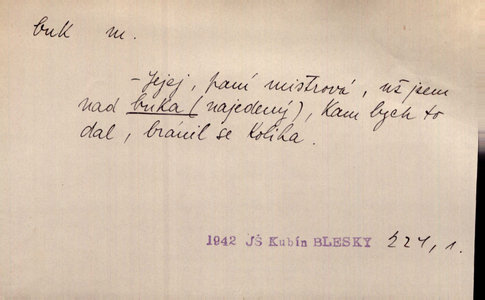 buk m.
- Jejej, paní mistrová, už jsem
nad buka (najedený), kam bych to
dal, bránil se Koliha.
1942 JŠ Kubín BLESKY 224, 1.